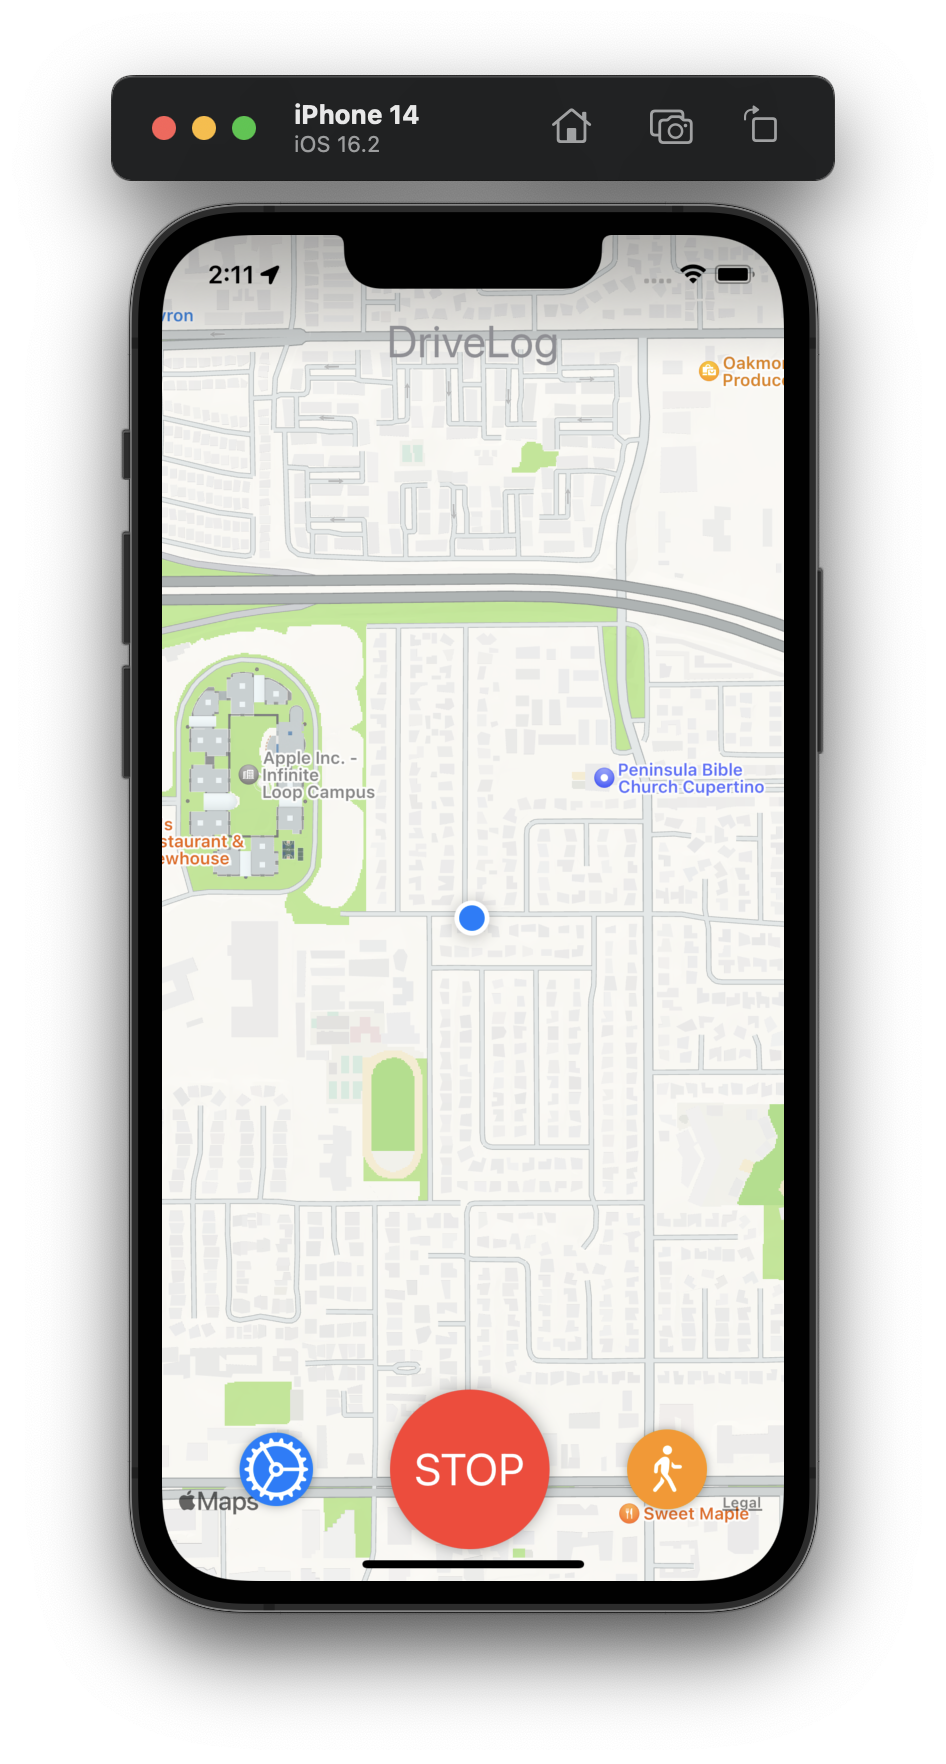 iPhone 14
iOS 16.2
2:11
vron
DriveLog
Oakmo
Produc
Apple Inc. -
Infinite
Loop Campus
Peninsula Bible
Church Cupertino
s
staurant &
ewhouse
STOP
Maps
Legal
Sweet Maple